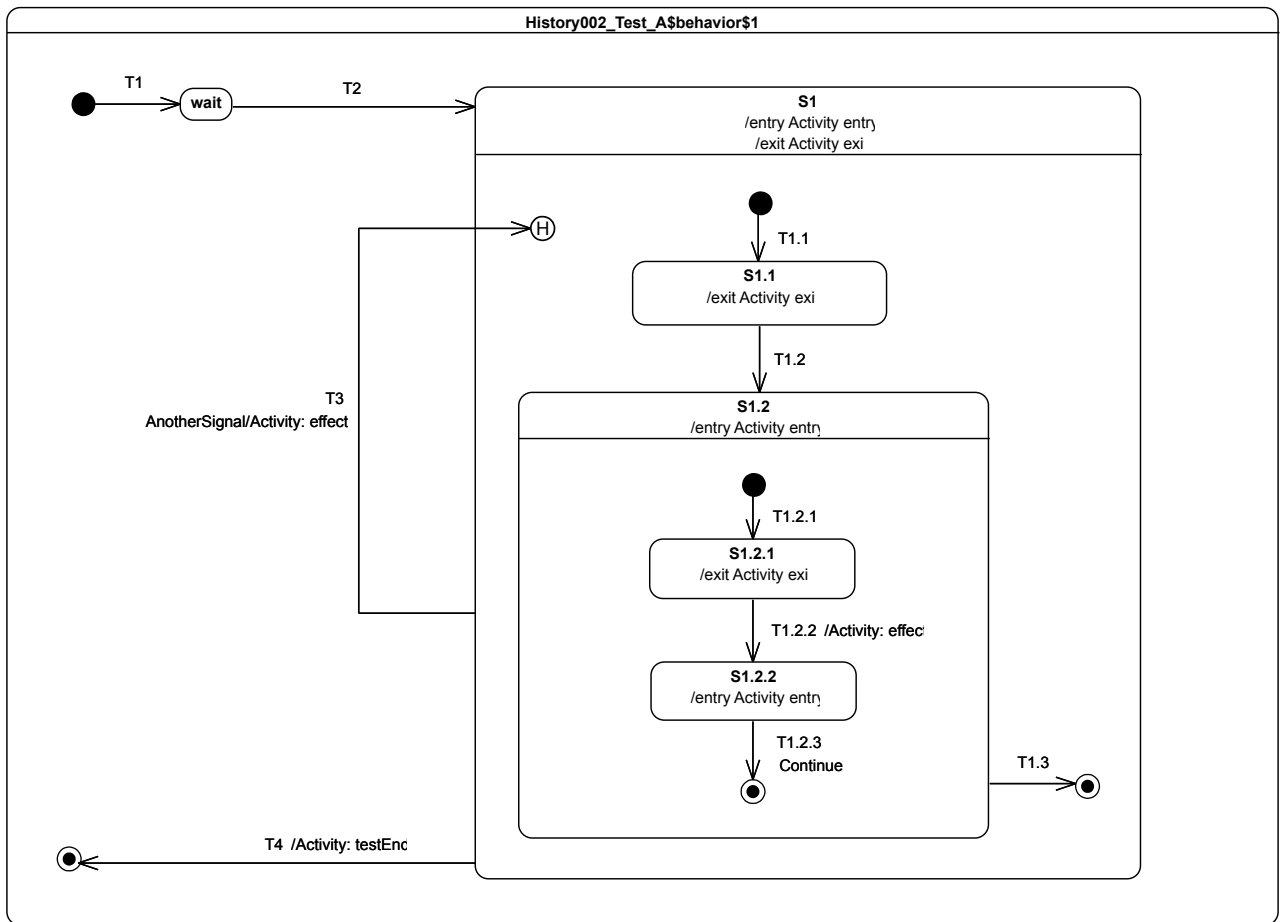 History002_Test_A$behavior$1
T1
wait
T2
S1
/entry Activity entry
/exit Activity exi
H
T1.1
S1.1
/exit Activity exi
T1.2
T3
AnotherSignal/Activity: effect
S1.2
/entry Activity entry
T1.2.1
S1.2.1
/exit Activity exi
T1.2.2 /Activity: effect
S1.2.2
/entry Activity entry
T1.2.3
Continue
T1.3
T4 /Activity: testEnd